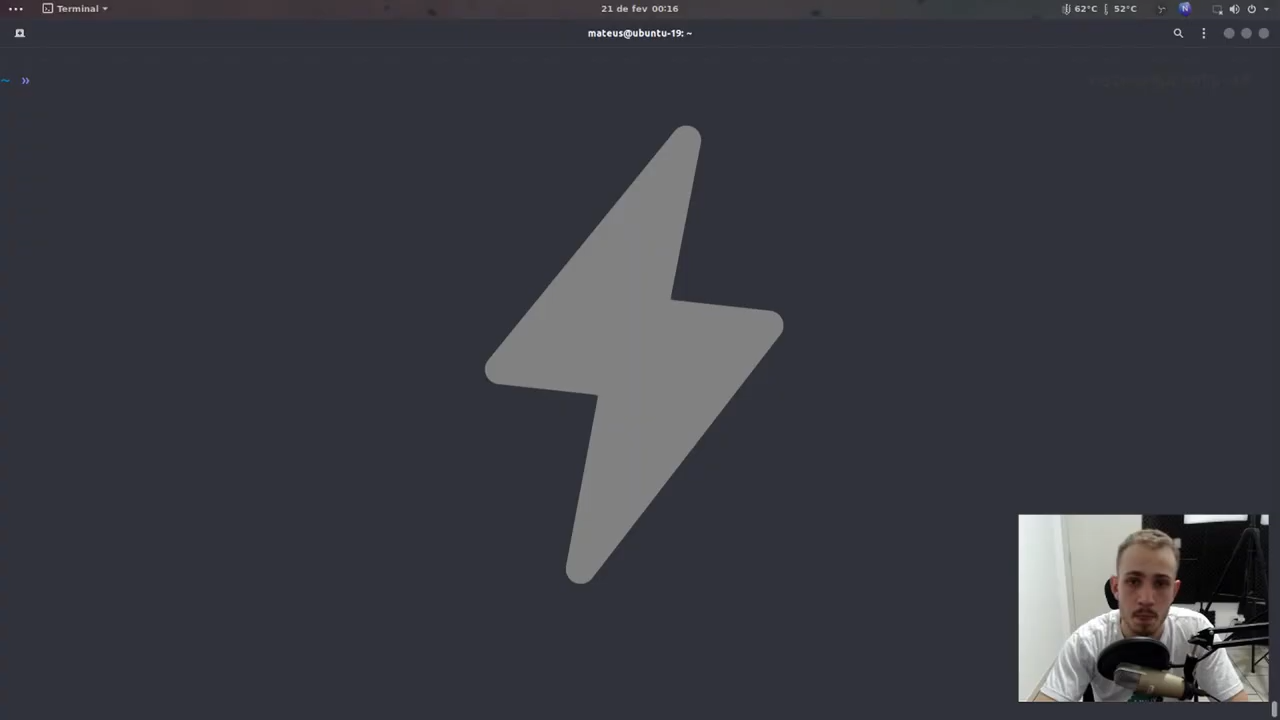 Terminal
21 de fev 00:16
62°C 52°C
N
mateus@ubuntu-19: ~
~ »